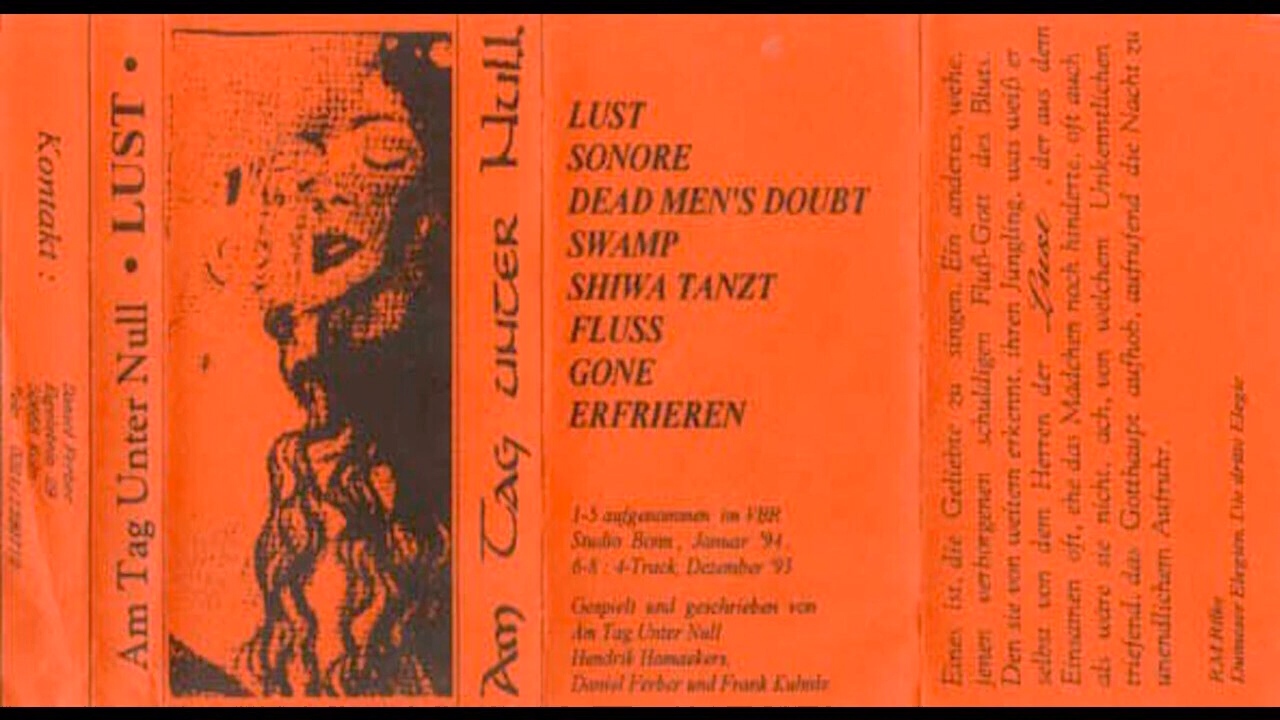 Kontakt :
Am Tag Unter Null • LUST •
Am Tag unter Null
LUST
SONORE
DEAD MEN'S DOUBT
SWAMP
SHIWA TANZT
FLUSS
GONE
ERFRIEREN
1-5 aufgenommen im VBR
Studio Bonn, Januar '94.
6-8 : 4-Track, Dezember '93
Gespielt und geschrieben von
Am Tag Unter Null
Hendrik
Daniel Ferber und Frank
Eines ist, die Geliebte zu singen. Ein anderes, wehe,
jenen verborgenen schuldigen Fluß-Gott des Bluts.
Den sie von weitem erkennt, ihren Jüngling, was weiß er
selbst von dem Herren der Lust, der aus dem
Einsamen oft, ehe das Mädchen noch linderte, oft auch
als wäre sie nicht, ach, von welchem Unkenntlichen
triefend, das Gotthaupt aufhob, aufrufend die Nacht zu
unendlichem Aufruhr.
R.M.Rilke
Duineser Elegien. Die dritte Elegie